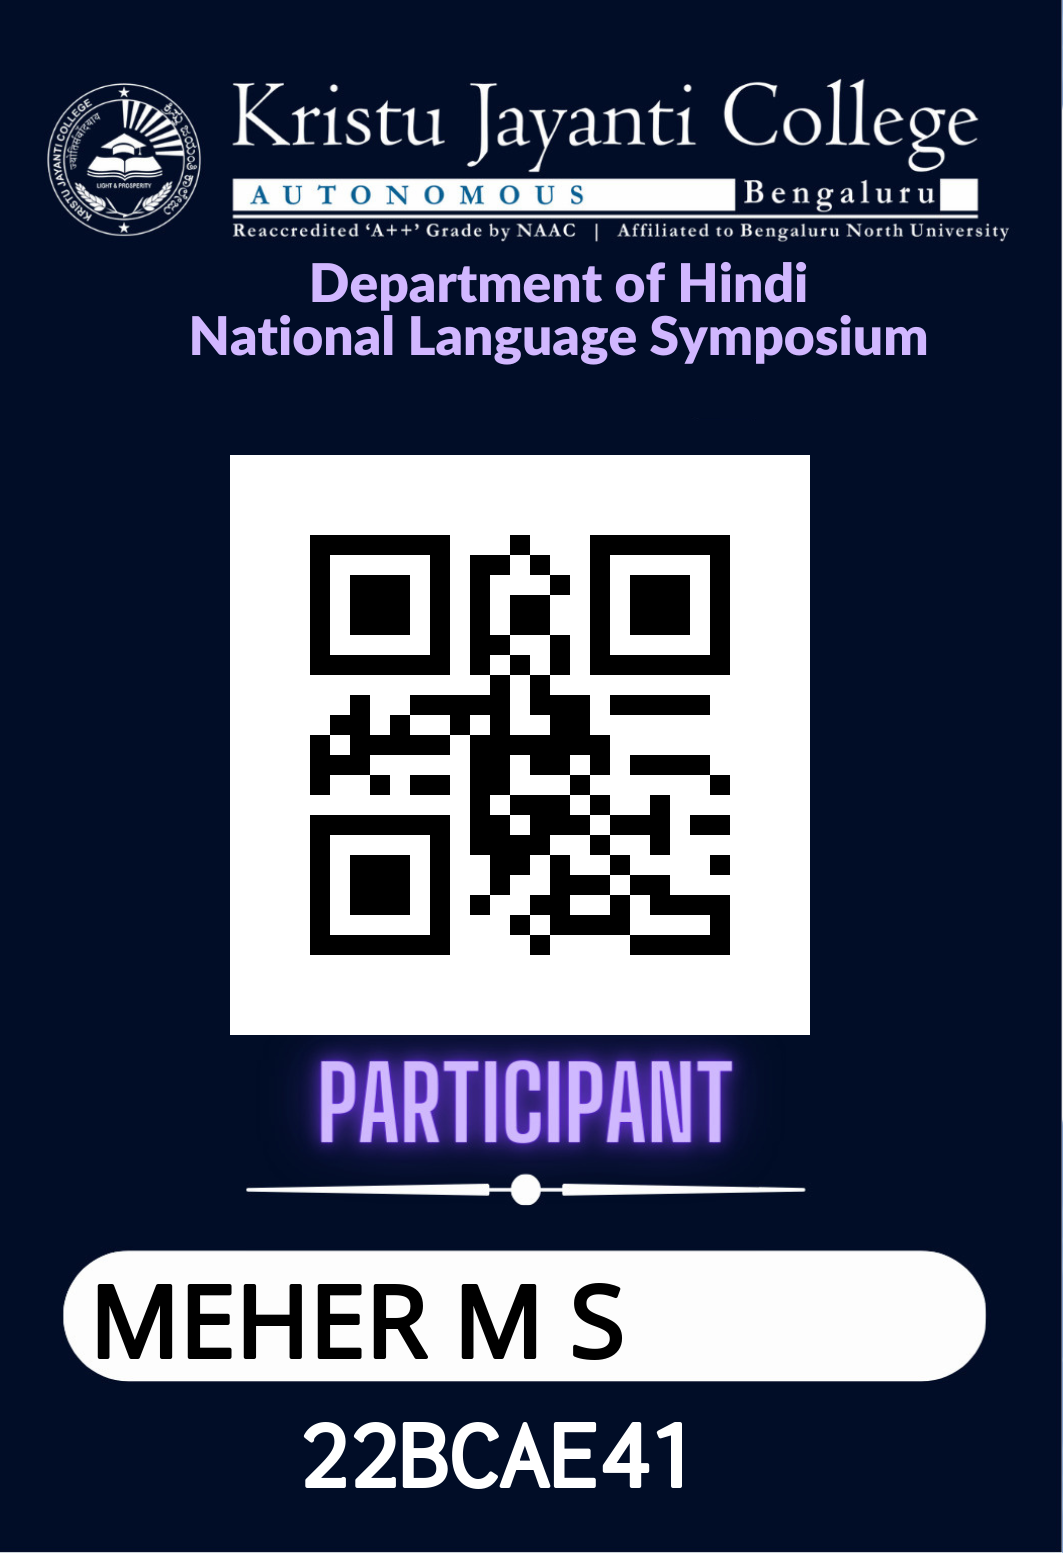 KRISTU JAYANTI COLLEGE
LIGHT & PROSPERITY
Kristu Jayanti College
AUTONOMOUS Bengaluru
Reaccredited ‘A++’ Grade by NAAC | Affiliated to Bengaluru North University
Department of Hindi
National Language Symposium
PARTICIPANT
MEHER M S
22BCAE41